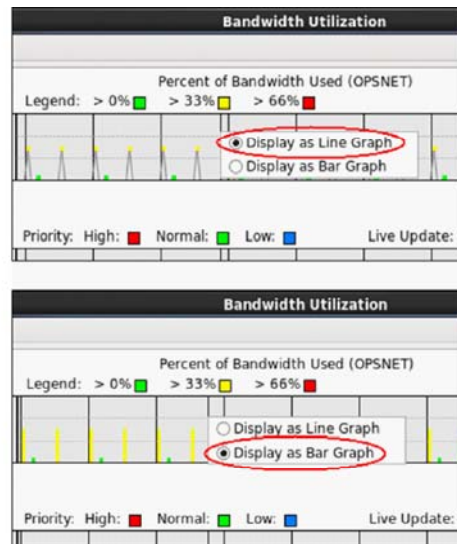 Bandwidth Utilization
Percent of Bandwidth Used (OPSNET)
Legend: > 0% > 33% > 66%
Display as Line Graph
Display as Bar Graph
Priority: High: Normal: Low: Live Update:
Bandwidth Utilization
Percent of Bandwidth Used (OPSNET)
Legend: > 0% > 33% > 66%
Display as Line Graph
Display as Bar Graph
Priority: High: Normal: Low: Live Update: